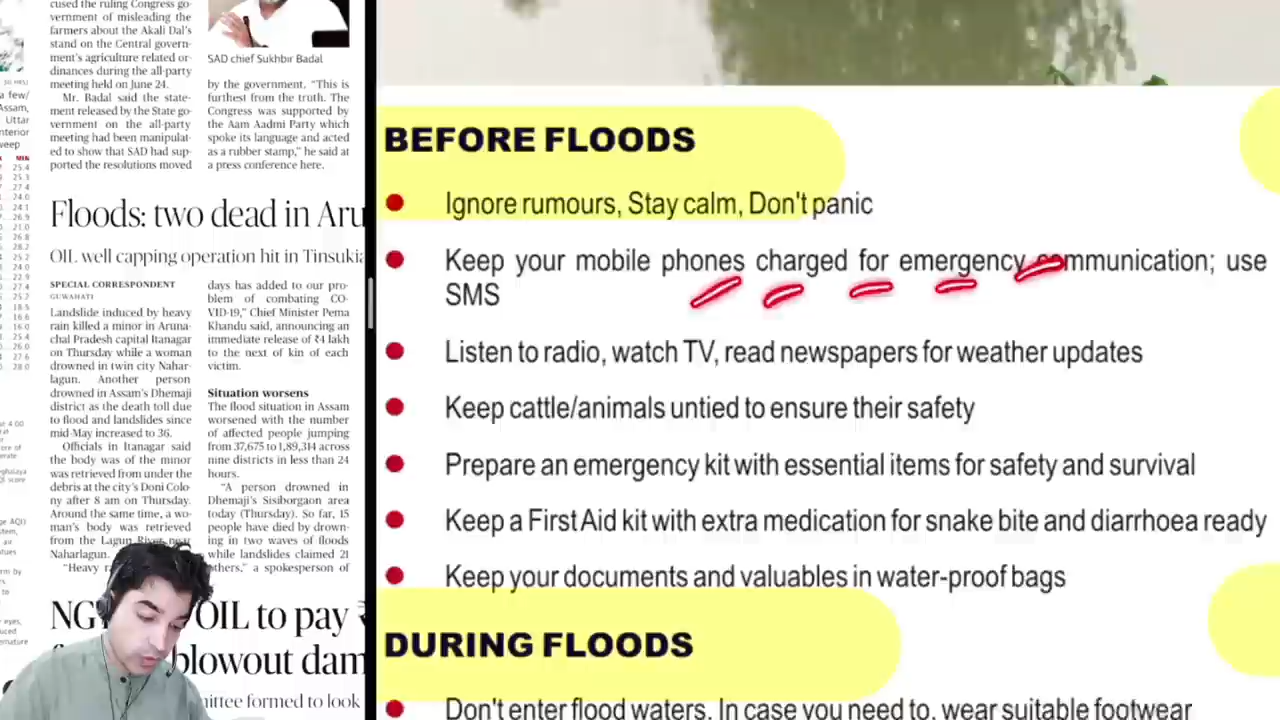 cused the ruling Congress go-
vernment of misleading the
farmers about the Akali Dal's
stand on the Central govern-
ment's agriculture related or-
dinances during the all-party
meeting held on June 24.
Mr. Badal said the state-
ment released by the State go-
vernment on the all-party
meeting had been manipulat-
ed to show that SAD had sup-
ported the resolutions moved
SAD chief Sukhbir Badal
by the government. "This is
furthest from the truth. The
Congress was supported by
the Aam Aadmi Party which
spoke its language and acted
as a rubber stamp," he said at
a press conference here.
Floods: two dead in Aru
OIL well capping operation hit in Tinsukia
SPECIAL CORRESPONDENT
GUWAHATI
Landslide induced by heavy
rain killed a minor in Aruna-
chal Pradesh capital Itanagar
on Thursday while a woman
drowned in twin city Nahar-
lagun. Another person
drowned in Assam's Dhemaji
district as the death toll due
to flood and landslides since
mid-May increased to 36.
Officials in Itanagar said
the body was of the minor
was retrieved from under the
debris at the city's Doni Colo-
ny after 8 am on Thursday.
Around the same time, a wo-
man's body was retrieved
from the Lagun River near
Naharlagun.
"Heavy
days has added to our pro-
blem of combating CO-
VID-19," Chief Minister Pema
Khandu said, announcing an
immediate release of ₹4 lakh
to the next of kin of each
victim.
Situation worsens
The flood situation in Assam
worsened with the number
of affected people jumping
from 37,675 to 1,89,314 across
nine districts in less than 24
hours.
"A person drowned in
Dhemaji's Sisiborgaon area
today (Thursday). So far, 15
people have died by drown-
ing in two waves of floods
while landslides claimed 21
others," a spokesperson of
OIL to pay ₹
blowout dam
formed to look
BEFORE FLOODS
Ignore rumours, Stay calm, Don't panic
Keep your mobile phones charged for emergency communication; use
SMS
Listen to radio, watch TV, read newspapers for weather updates
Keep cattle/animals untied to ensure their safety
Prepare an emergency kit with essential items for safety and survival
Keep a First Aid kit with extra medication for snake bite and diarrhoea ready
Keep your documents and valuables in water-proof bags
DURING FLOODS
Don't enter flood waters. In case you need to, wear suitable footwear